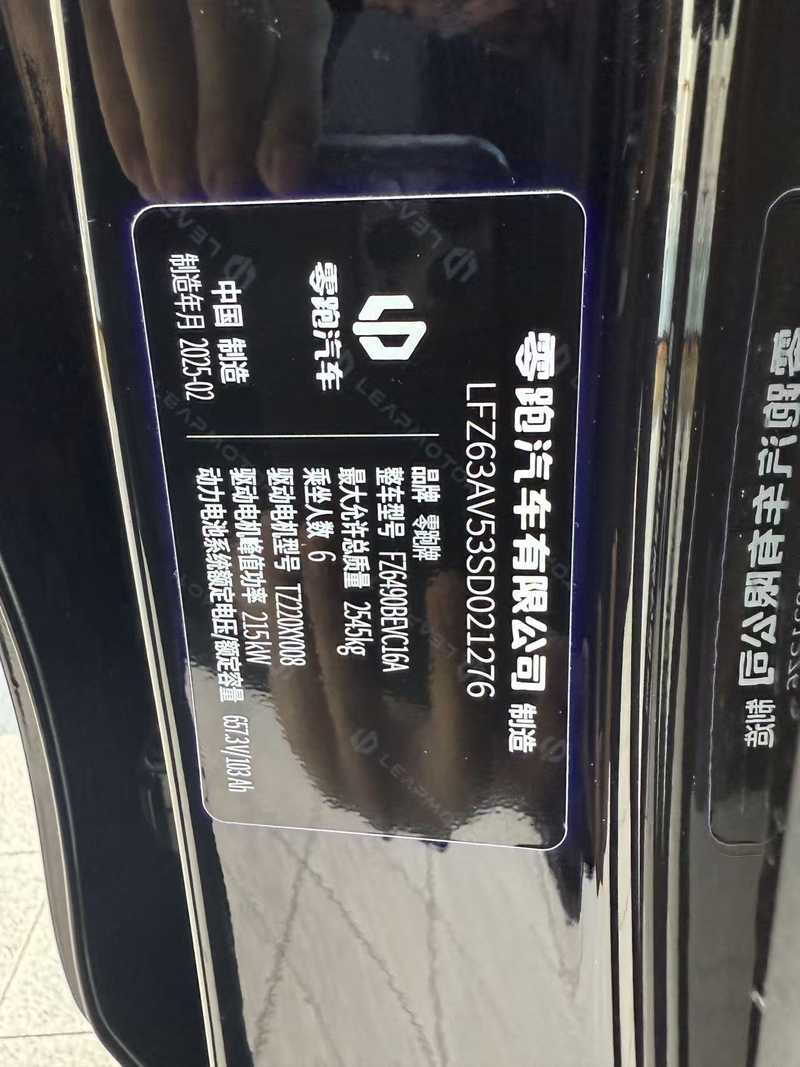 零跑汽车有限公司 制造
LFZ63AV53SD021276
零跑汽车
中国 制造
制造年月 2025-02
品牌 零跑牌
整车型号 FZ6490BEVC16A
最大允许总质量 2545kg
乘坐人数 6
驱动电机型号 TZ220XY008
驱动电机峰值功率 215kW
动力电池系统额定电压/额定容量 657.3V/103Ah
LEAPMOTOR